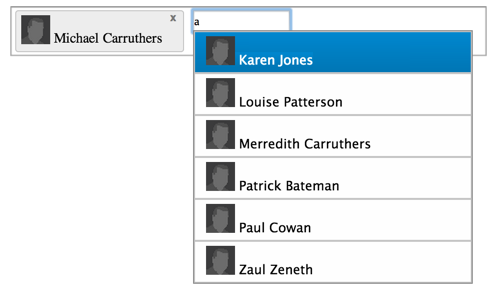 Michael Carruthers x
a
Karen Jones
Louise Patterson
Merredith Carruthers
Patrick Bateman
Paul Cowan
Zaul Zeneth